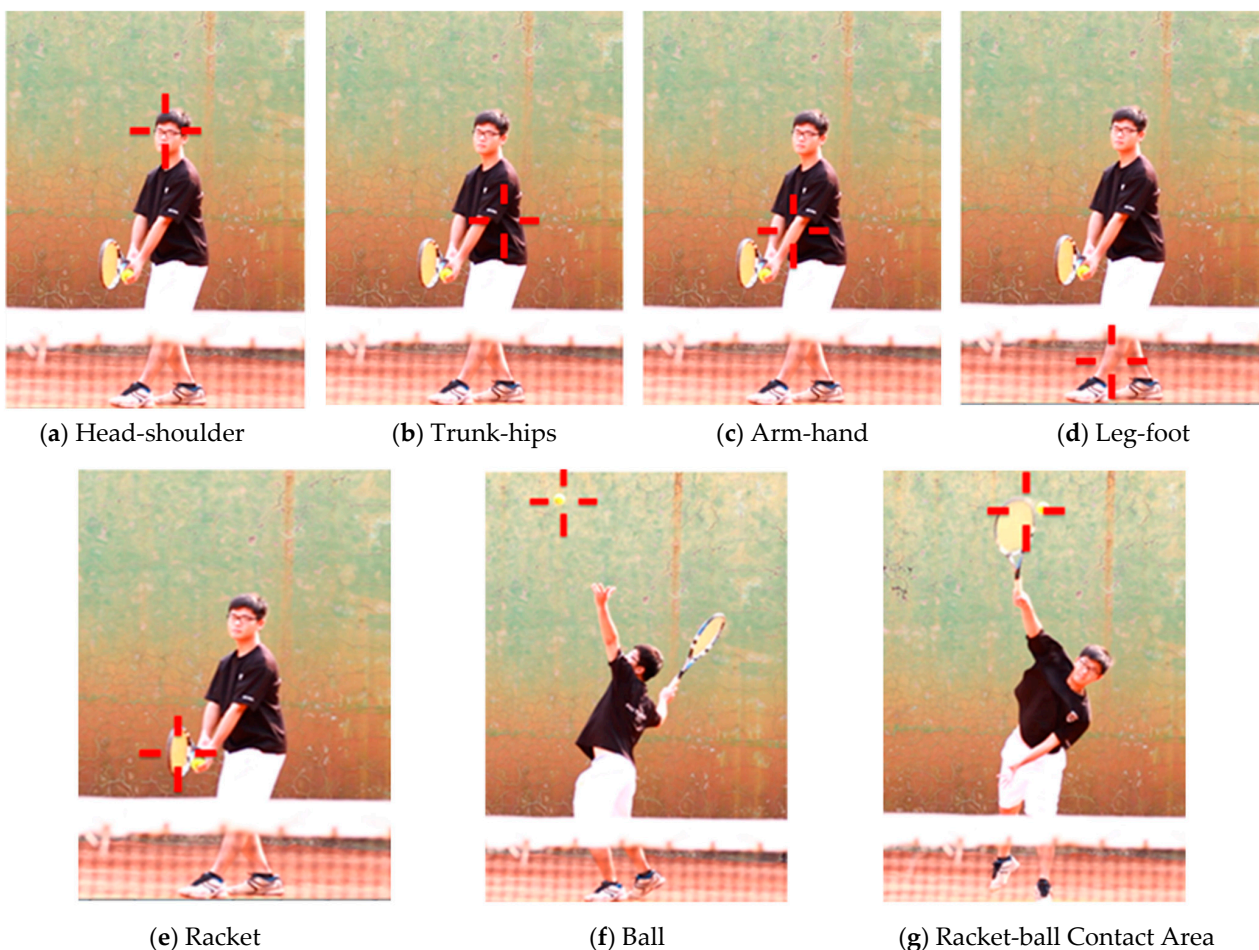 (a) Head-shoulder
(b) Trunk-hips
(c) Arm-hand
(d) Leg-foot
(e) Racket
(f) Ball
(g) Racket-ball Contact Area